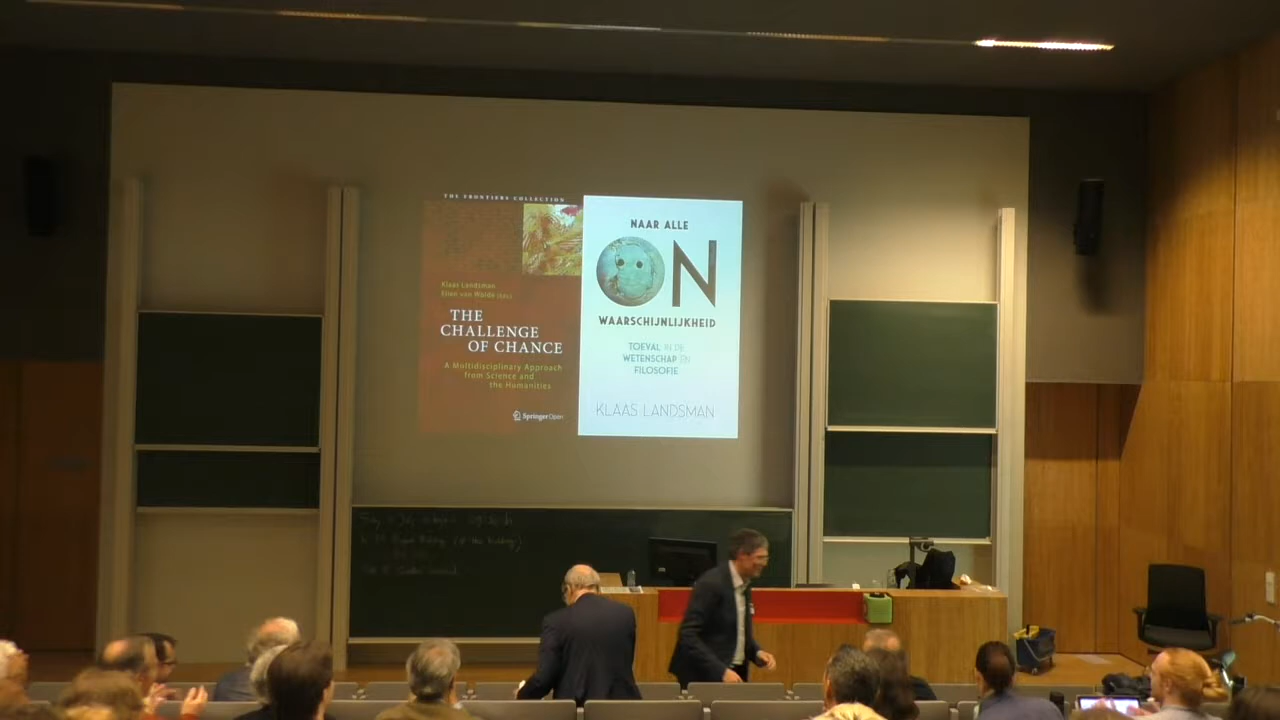 THE FRONTIERS COLLECTION
Klaas Landsman
Ellen van Wolde (Eds.)
THE
CHALLENGE
OF CHANCE
A Multidisciplinary Approach
from Science and
the Humanities
Springer Open
NAAR ALLE
ON
WAARSCHIJNLIJKHEID
TOEVAL IN DE
WETENSCHAP EN
FILOSOFIE
KLAAS LANDSMAN